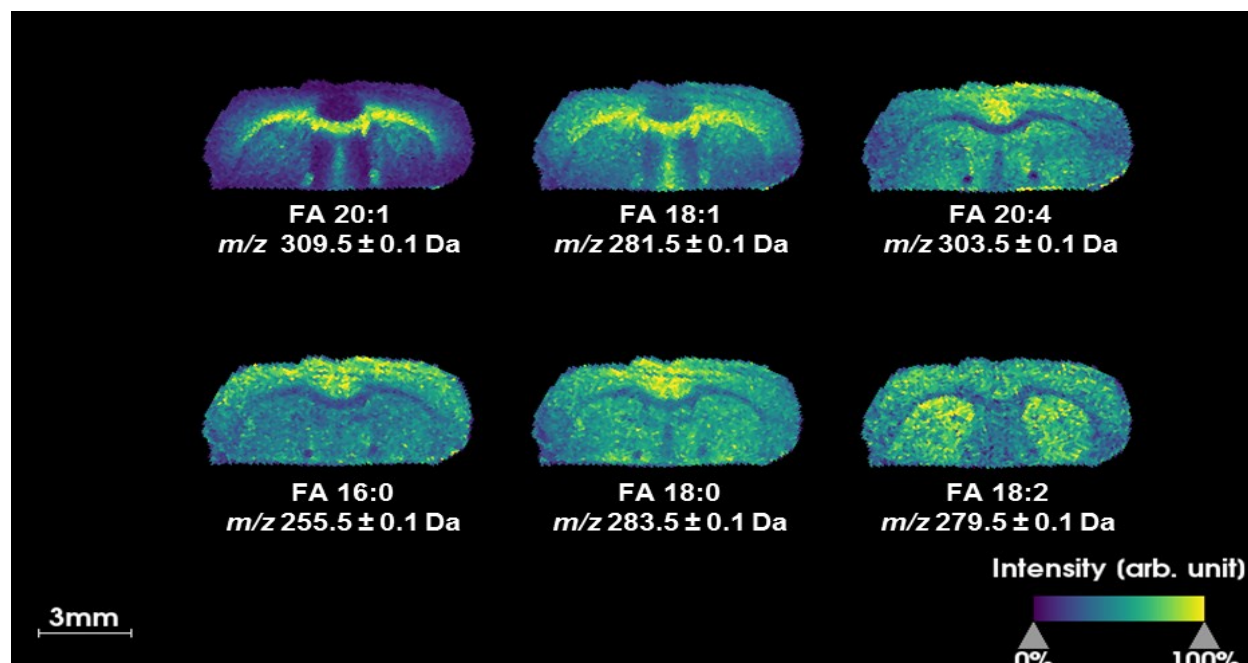 FA 20:1
m/z 309.5 ± 0.1 Da
FA 18:1
m/z 281.5 ± 0.1 Da
FA 20:4
m/z 303.5 ± 0.1 Da
FA 16:0
m/z 255.5 ± 0.1 Da
FA 18:0
m/z 283.5 ± 0.1 Da
FA 18:2
m/z 279.5 ± 0.1 Da
Intensity (arb. unit)
3mm
0% 100%